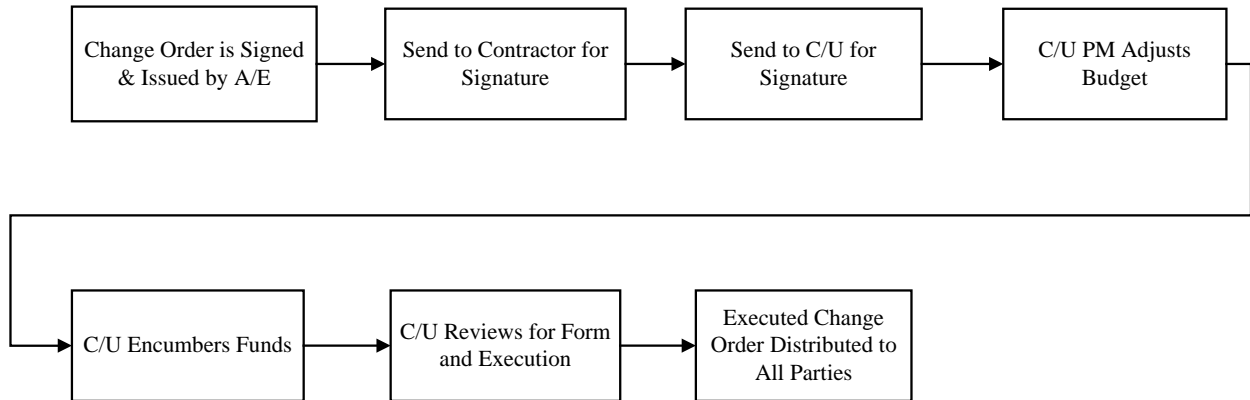 Change Order is Signed
& Issued by A/E
Send to Contractor for
Signature
Send to C/U for
Signature
C/U PM Adjusts
Budget
C/U Encumbers Funds
C/U Reviews for Form
and Execution
Executed Change
Order Distributed to
All Parties